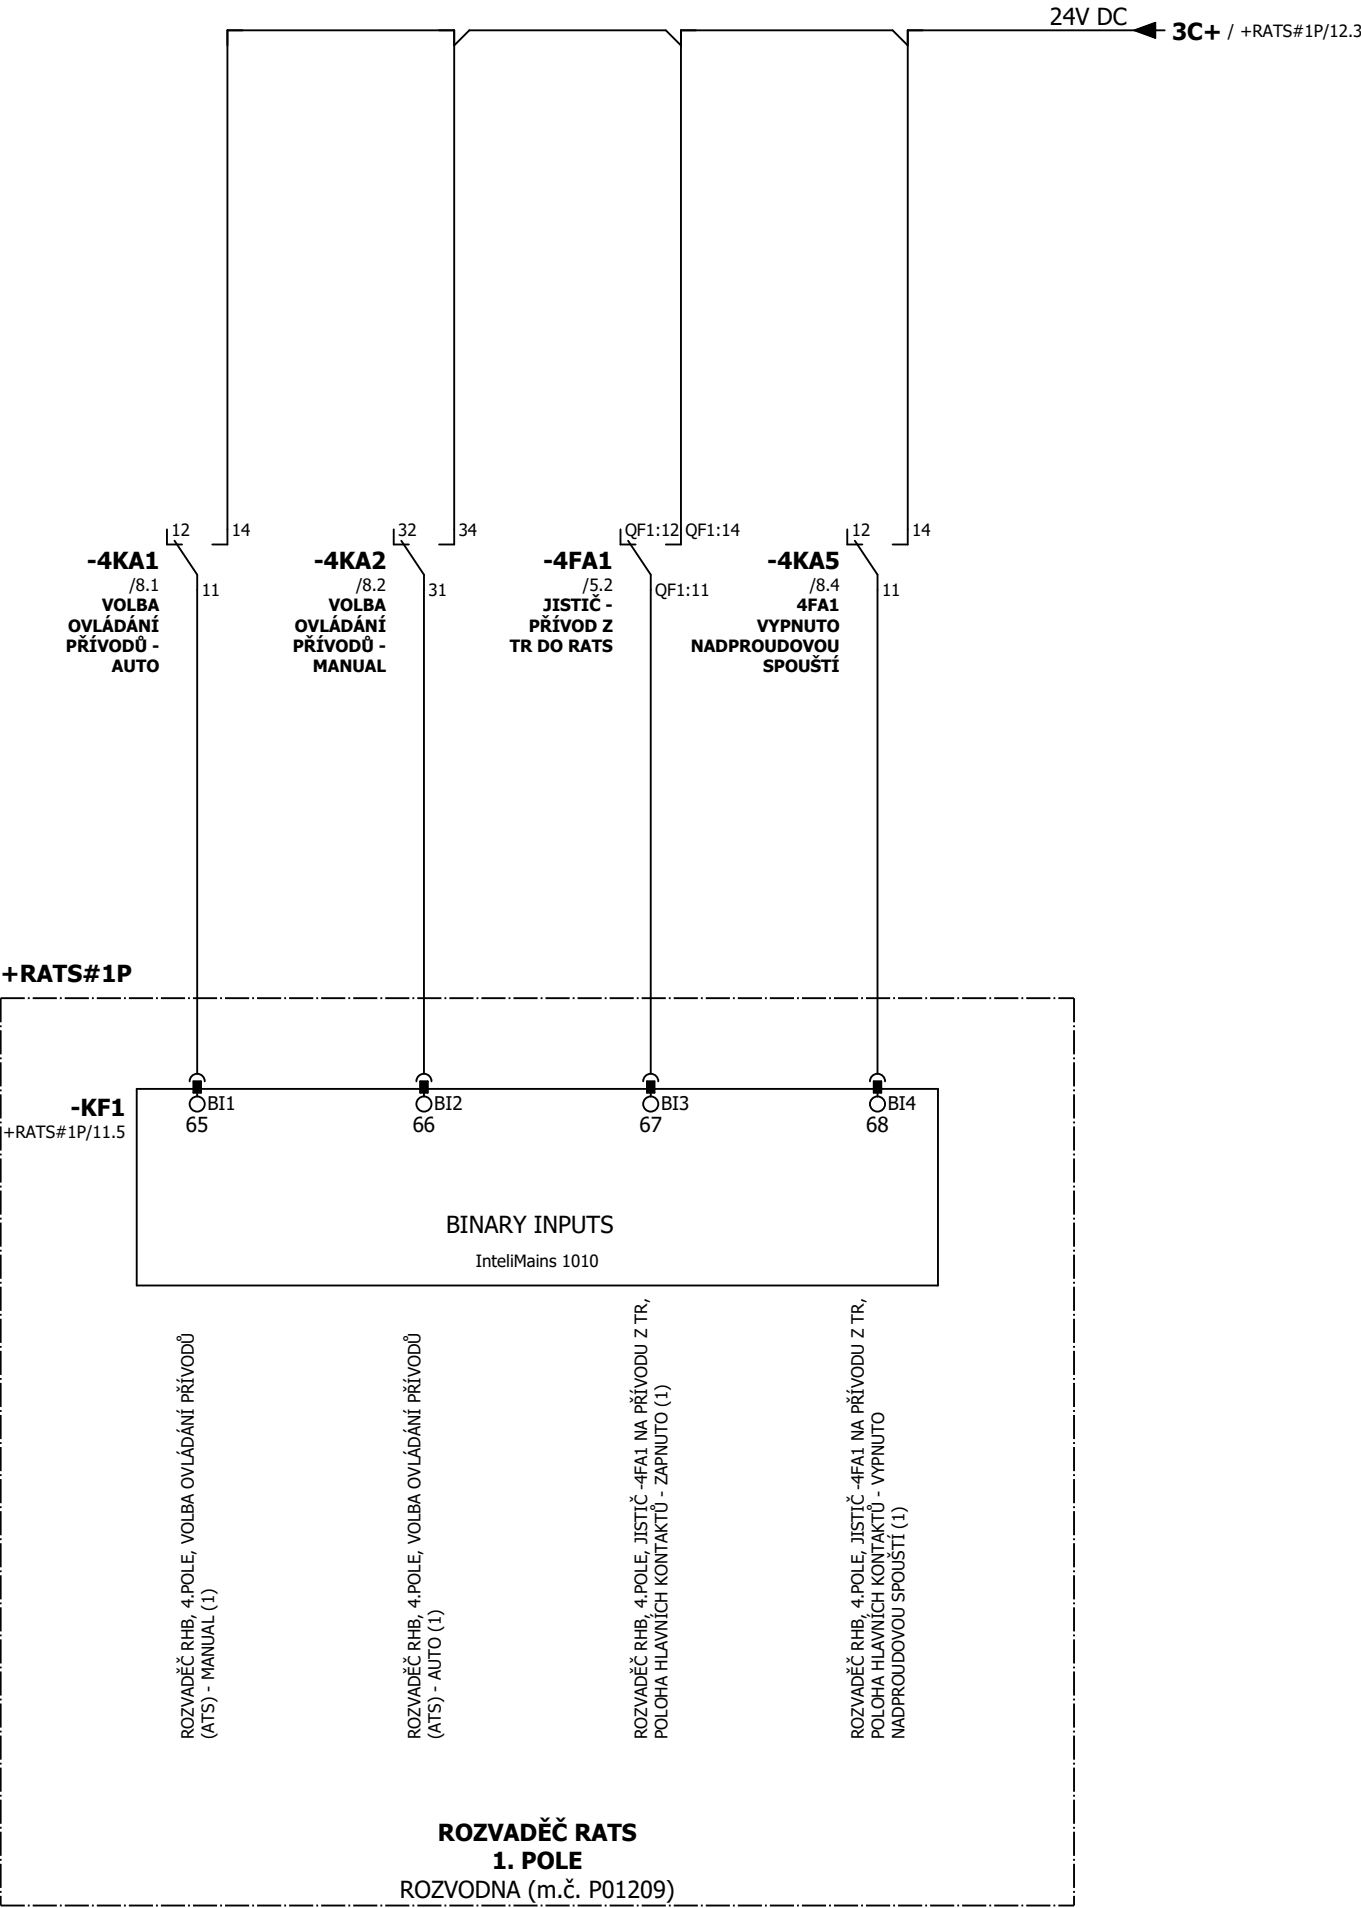 24V DC
3C+ / +RATS#1P/12.3
12 14
-4KA1
/8.1
11
VOLBA
OVLÁDÁNÍ
PŘÍVODŮ -
AUTO
32 34
-4KA2
/8.2
31
VOLBA
OVLÁDÁNÍ
PŘÍVODŮ -
MANUAL
QF1:12 QF1:14
-4FA1
/5.2
QF1:11
JISTIČ -
PŘÍVOD Z
TR DO RATS
12 14
-4KA5
/8.4
11
4FA1
VYPNUTO
NADPROUDOVOU
SPOUŠTÍ
+RATS#1P
-KF1
+RATS#1P/11.5
BI1
65
BI2
66
BI3
67
BI4
68
BINARY INPUTS
InteliMains 1010
ROZVADĚČ RHB, 4.POLE, VOLBA OVLÁDÁNÍ PŘÍVODŮ
(ATS) - MANUAL (1)
ROZVADĚČ RHB, 4.POLE, VOLBA OVLÁDÁNÍ PŘÍVODŮ
(ATS) - AUTO (1)
ROZVADĚČ RHB, 4.POLE, JISTIČ -4FA1 NA PŘÍVODU Z TR,
POLOHA HLAVNÍCH KONTAKTŮ - ZAPNUTO (1)
ROZVADĚČ RHB, 4.POLE, JISTIČ -4FA1 NA PŘÍVODU Z TR,
POLOHA HLAVNÍCH KONTAKTŮ - VYPNUTO
NADPROUDOVOU SPOUŠTÍ (1)
ROZVADĚČ RATS
1. POLE
ROZVODNA (m.č. P01209)